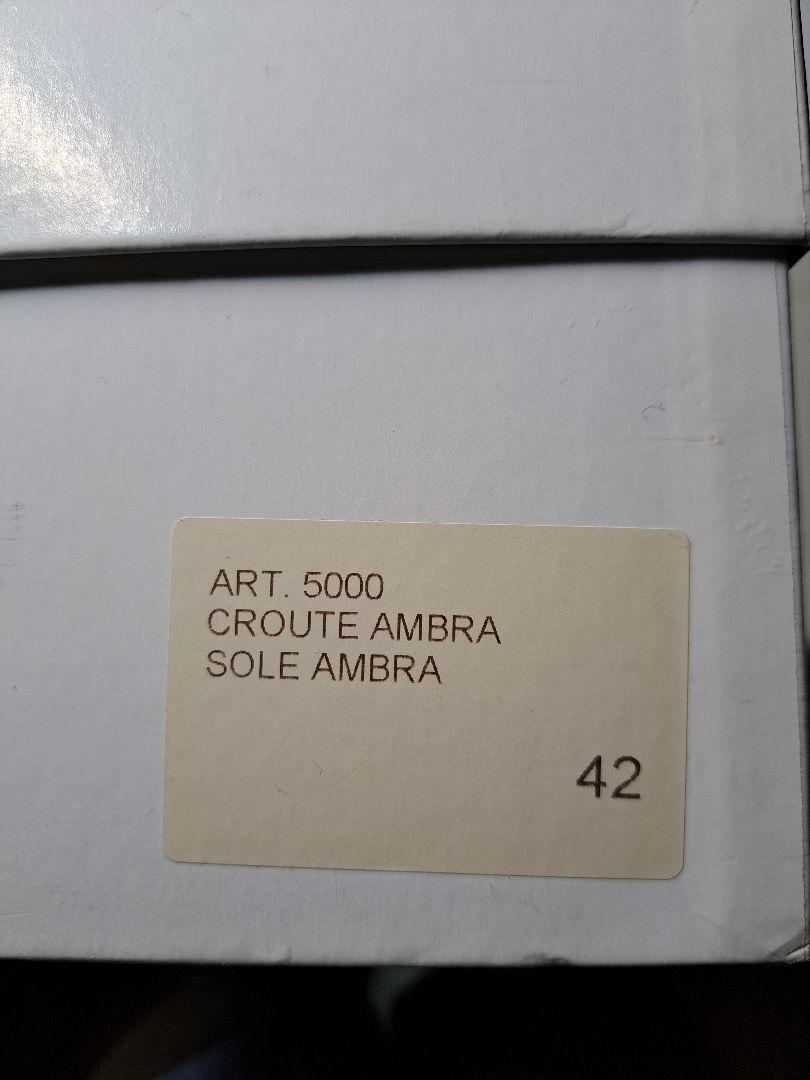 ART. 5000
CROUTE AMBRA
SOLE AMBRA
42